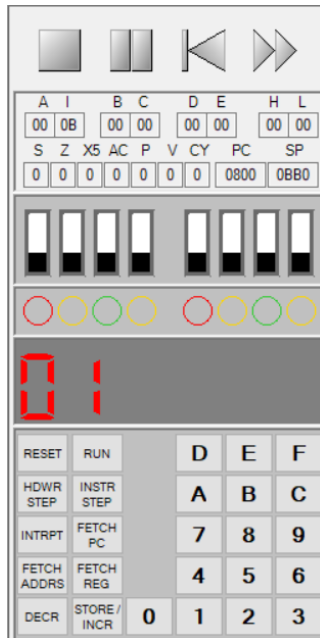 A I B C D E H L
00 0B 00 00 00 00 00 00
S Z X5 AC P V CY PC SP
0 0 0 0 0 0 0 0800 0BB0
01
RESET RUN D E F
HDWR STEP INSTR STEP A B C
INTRPT FETCH PC 7 8 9
FETCH ADDRS FETCH REG 4 5 6
DECR STORE / INCR 0 1 2 3